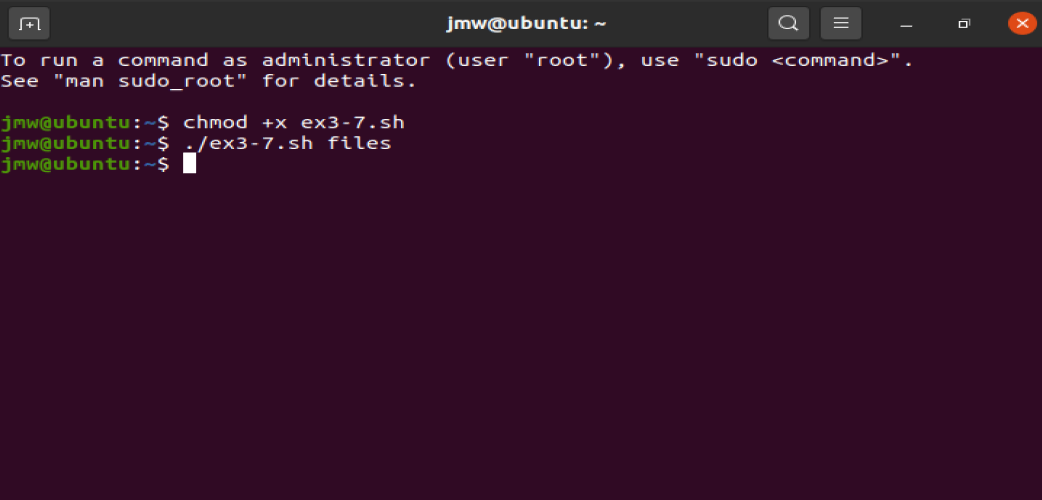 jmw@ubuntu: ~
To run a command as administrator (user "root"), use "sudo <command>".
See "man sudo_root" for details.
jmw@ubuntu:~$ chmod +x ex3-7.sh
jmw@ubuntu:~$ ./ex3-7.sh files
jmw@ubuntu:~$